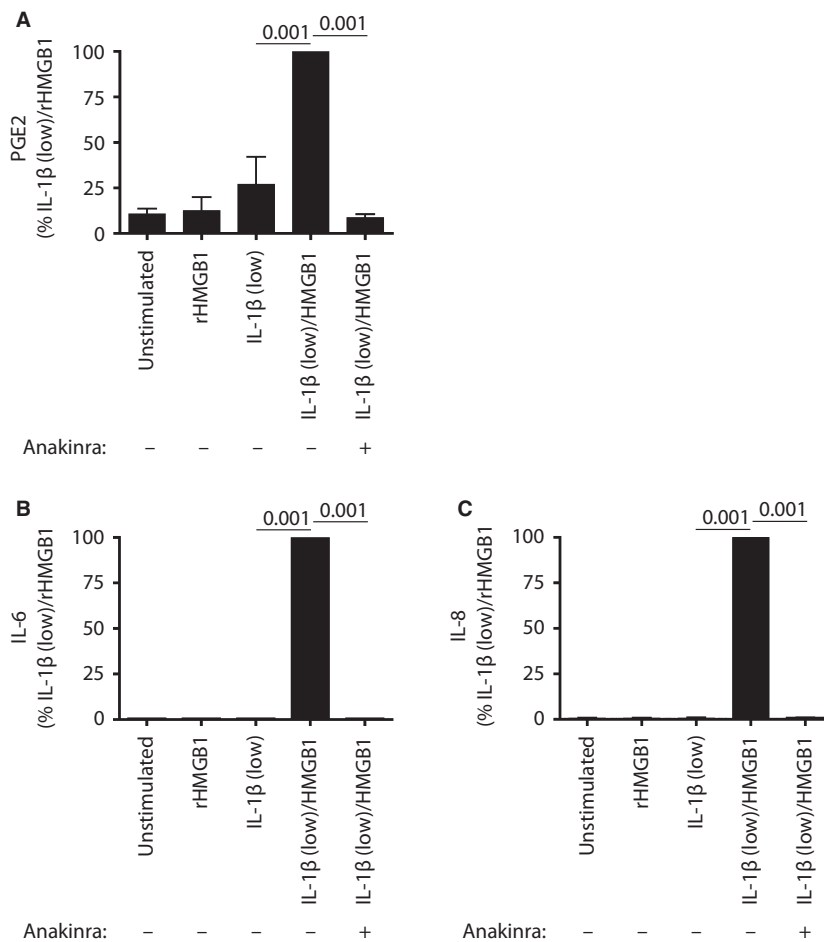 A
PGE2
(% IL-1β (low)/rHMGB1
100
75
50
25
0
0.001
0.001
Unstimulated
rHMGB1
IL-1β (low)
IL-1β (low)/HMGB1
IL-1β (low)/HMGB1
Anakinra: – – – – +
B
IL-6
(% IL-1β (low)/rHMGB1
100
75
50
25
0
0.001
0.001
Unstimulated
rHMGB1
IL-1β (low)
IL-1β (low)/HMGB1
IL-1β (low)/HMGB1
Anakinra: – – – – +
C
IL-8
(% IL-1β (low)/rHMGB1
100
75
50
25
0
0.001
0.001
Unstimulated
rHMGB1
IL-1β (low)
IL-1β (low)/HMGB1
IL-1β (low)/HMGB1
Anakinra: – – – – +